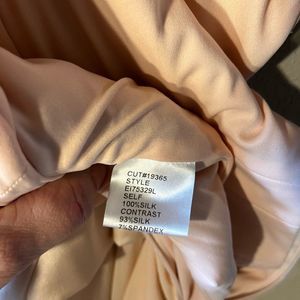 CUT#19365
STYLE
EI75329L
SELF
100%SILK
CONTRAST
93%SILK
7%SPANDEX